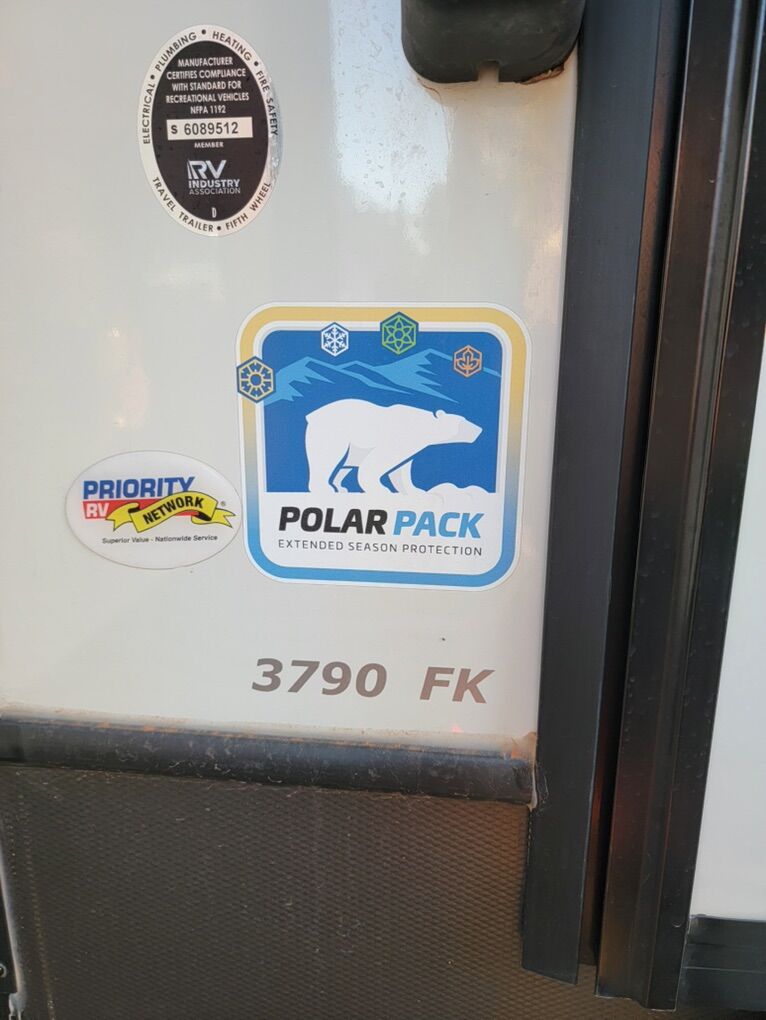 ELECTRICAL • PLUMBING • HEATING • FIRE SAFETY
MANUFACTURER
CERTIFIES COMPLIANCE
WITH STANDARD FOR
RECREATIONAL VEHICLES
NFPA 1192
S 6089512
MEMBER
RV
INDUSTRY
ASSOCIATION
D
TRAVEL TRAILER • FIFTH WHEEL
PRIORITY
RV NETWORK ®
Superior Value - Nationwide Service
POLAR PACK
EXTENDED SEASON PROTECTION
3790 FK